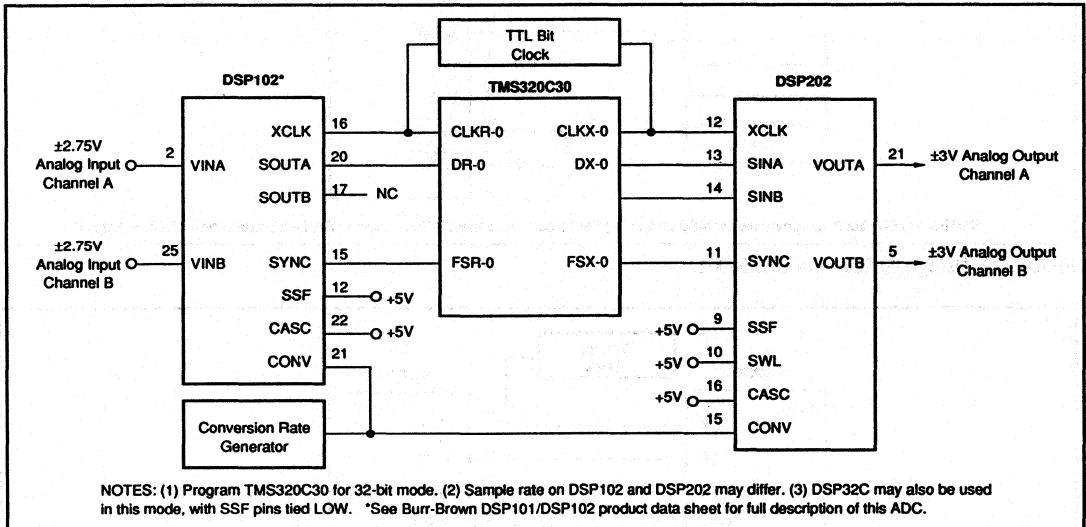 TTL Bit
Clock
DSP102*
TMS320C30
DSP202
XCLK
16
CLKR-0
CLKX-0
12
XCLK
±2.75V
Analog Input
Channel A
2
VINA
SOUTA
20
DR-0
DX-0
13
SINA
VOUTA
21
±3V Analog Output
Channel A
SOUTB
17
NC
14
SINB
±2.75V
Analog Input
Channel B
25
VINB
SYNC
15
FSR-0
FSX-0
11
SYNC
VOUTB
5
±3V Analog Output
Channel B
SSF
12
+5V
CASC
22
+5V
CONV
21
+5V
9
SSF
+5V
10
SWL
+5V
16
CASC
15
CONV
Conversion Rate
Generator
NOTES: (1) Program TMS320C30 for 32-bit mode. (2) Sample rate on DSP102 and DSP202 may differ. (3) DSP32C may also be used
in this mode, with SSF pins tied LOW. *See Burr-Brown DSP101/DSP102 product data sheet for full description of this ADC.